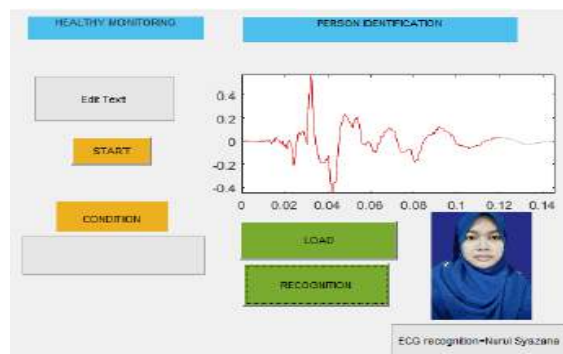 HEALTHY MONITORING
PERSON IDENTIFICATION
Edit Text
START
CONDITION
0.4
0.2
0
-0.2
-0.4
0 0.02 0.04 0.06 0.08 0.1 0.12 0.14
LOAD
RECOGNITION
ECG recognition=Nurul Syazana